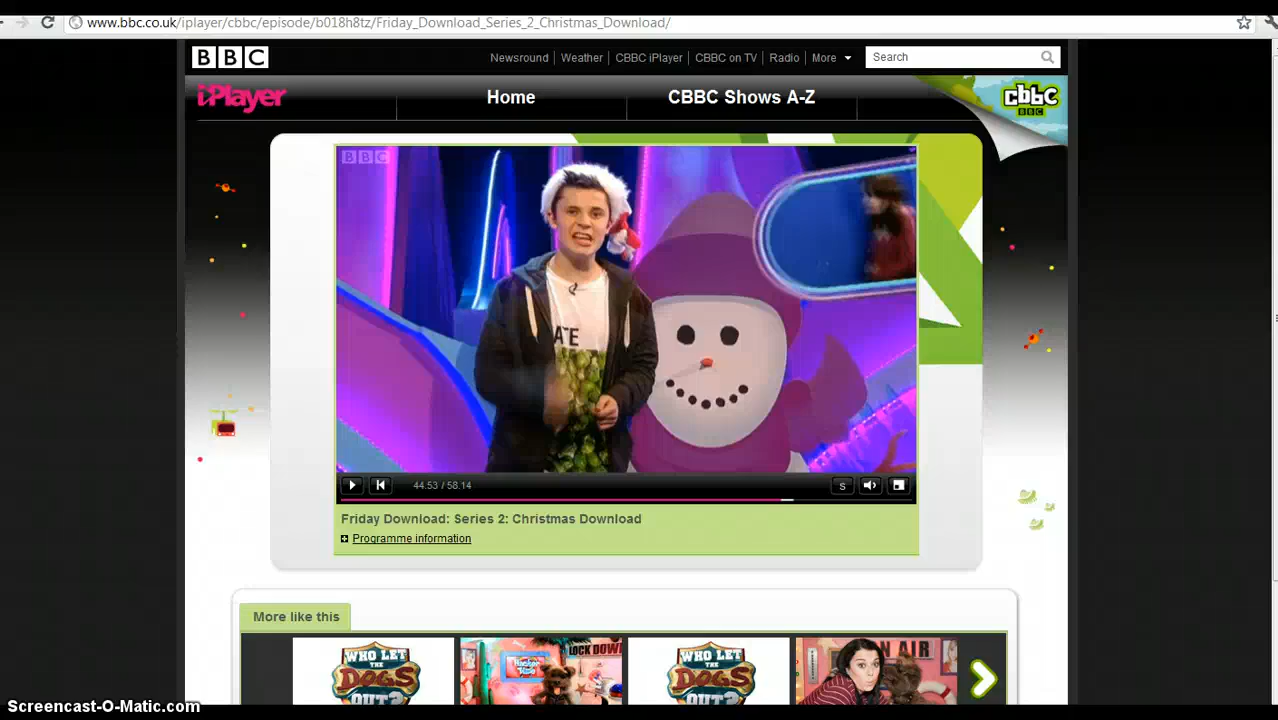 www.bbc.co.uk/iplayer/cbbc/episode/b018h8tz/Friday_Download_Series_2_Christmas_Download/
BBC
Newsround Weather CBBC iPlayer CBBC on TV Radio More Search
iPlayer Home CBBC Shows A-Z cbbc
BBC
BBC
ATE
44.53 / 58.14 S
Friday Download: Series 2: Christmas Download
Programme information
More like this
WHO LET THE DOGS OUT?
LOCK DOWN
WHO LET THE DOGS OUT?
ON AIR
Screencast-O-Matic.com